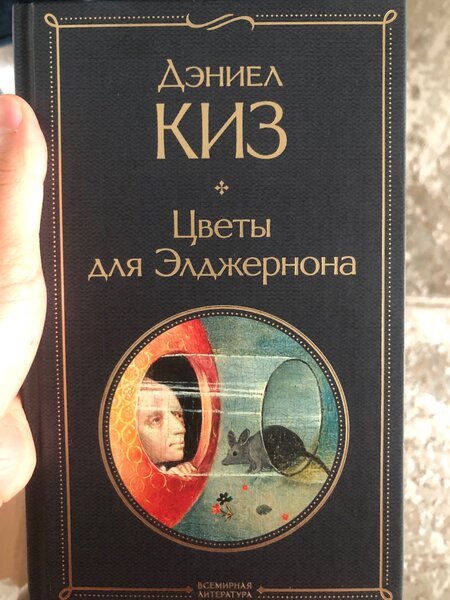 ДЭНИЕЛ
КИЗ
Цветы
для Элджернона
ВСЕМИРНАЯ
ЛИТЕРАТУРА